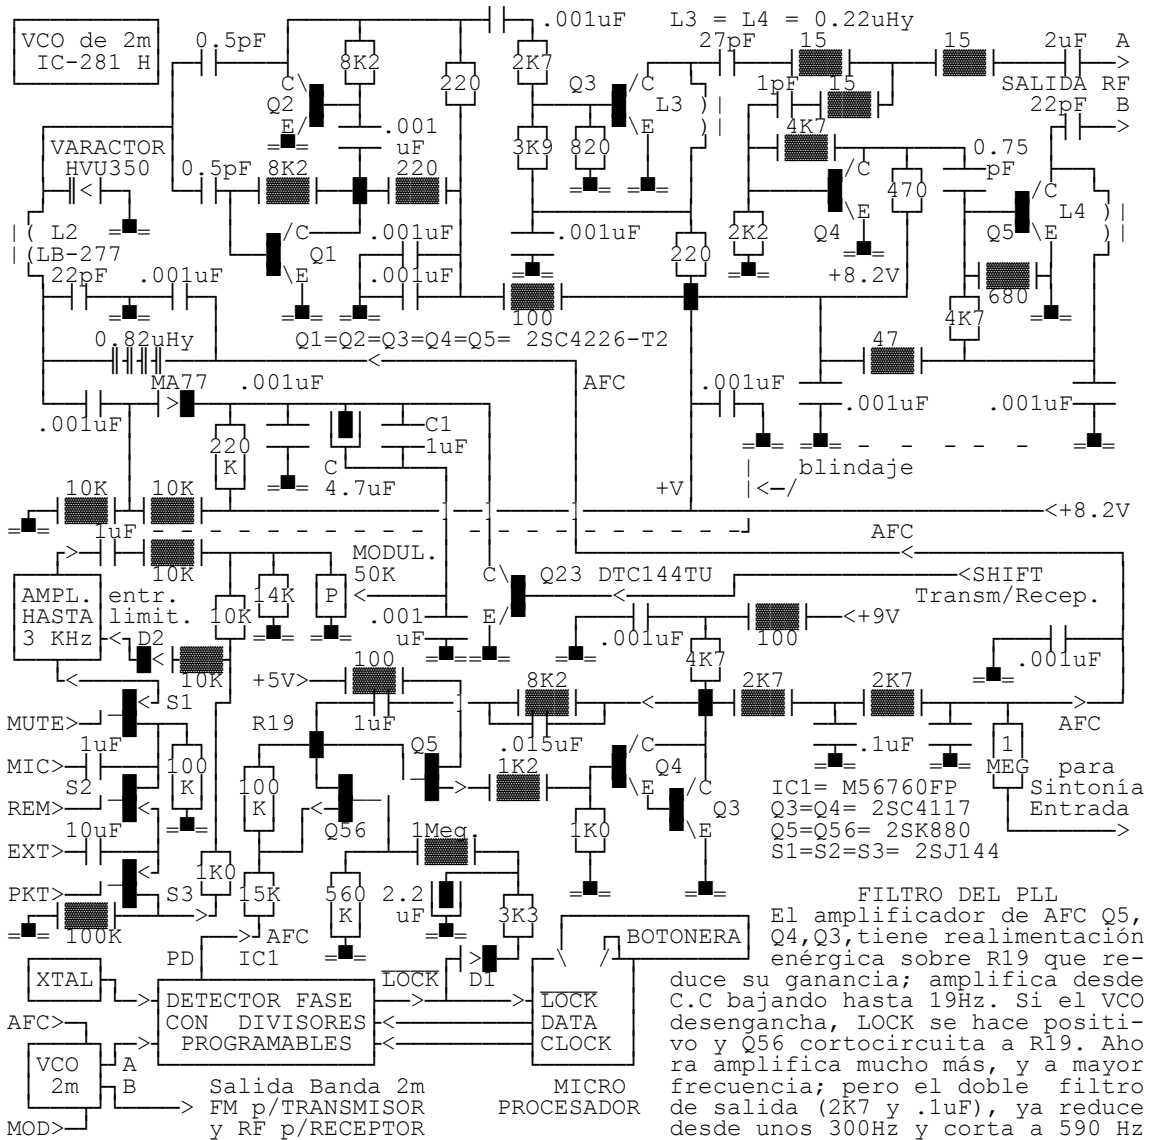 VCO de 2m
IC-281 H
0.5pF
8K2
220
.001uF
2K7
L3 = L4 = 0.22uHy
27pF
15
15
2uF
A
SALIDA RF
B
22pF
1pF
15
4K7
C
Q2
E
.001
uF
Q3
C
E
L3
3K9
820
VARACTOR
HVU350
0.5pF
8K2
220
L2
LB-277
C
Q1
E
.001uF
.001uF
.001uF
2K2
C
E
Q4
470
0.75
pF
C
Q5
E
L4
220
+8.2V
22pF
.001uF
100
680
4K7
47
0.82uHy
Q1=Q2=Q3=Q4=Q5= 2SC4226-T2
AFC
MA77
.001uF
.001uF
220
K
C
4.7uF
C1
1uF
.001uF
.001uF
.001uF
blindaje
+V
<+8.2V
10K
10K
1uF
10K
MODUL.
50K
P
14K
10K
AFC
AMPL.
HASTA
3 KHz
entr.
limit.
D2
10K
.001
uF
C
E
Q23 DTC144TU
<SHIFT
Transm/Recep.
.001uF
100
<+9V
4K7
.001uF
+5V>
100
1uF
8K2
.015uF
2K7
2K7
AFC
S1
MUTE>
1uF
MIC>
S2
REM>
10uF
EXT>
PKT>
S3
100K
100
K
1K0
R19
100
K
Q56
Q5
1K2
C
Q4
E
C
Q3
E
1K0
.1uF
1
MEG
para
Sintonía
Entrada
IC1= M56760FP
Q3=Q4= 2SC4117
Q5=Q56= 2SK880
S1=S2=S3= 2SJ144
1Meg.
15K
560
K
2.2
uF
3K3
AFC
PD
IC1
LOCK
D1
BOTONERA
XTAL
DETECTOR FASE
CON DIVISORES
PROGRAMABLES
LOCK
DATA
CLOCK
AFC>
VCO
2m
MOD>
A
B
Salida Banda 2m
FM p/TRANSMISOR
y RF p/RECEPTOR
MICRO
PROCESADOR
FILTRO DEL PLL
El amplificador de AFC Q5,
Q4,Q3,tiene realimentación
enérgica sobre R19 que re-
duce su ganancia; amplifica desde
C.C bajando hasta 19Hz. Si el VCO
desengancha, LOCK se hace positi-
vo y Q56 cortocircuita a R19. Aho
ra amplifica mucho más, y a mayor
frecuencia; pero el doble filtro
de salida (2K7 y .1uF), ya reduce
desde unos 300Hz y corta a 590 Hz